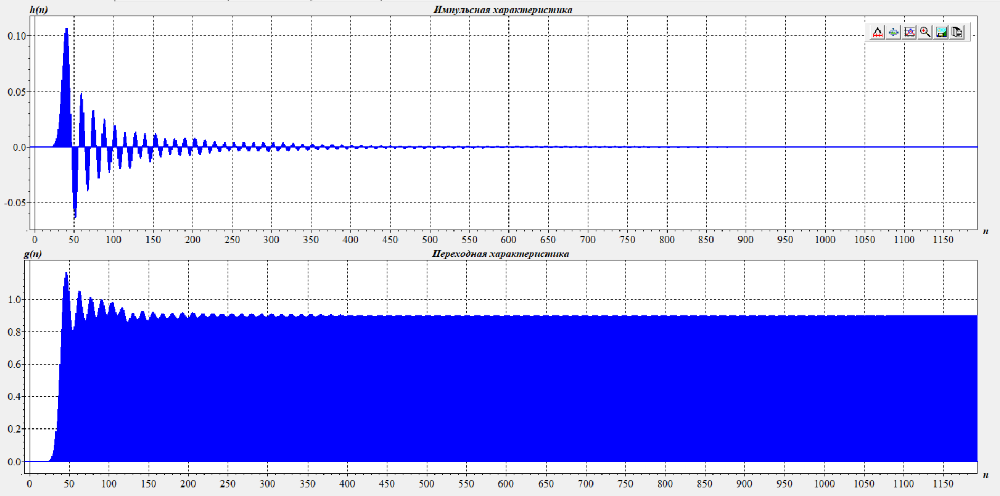 h(n) Импульсная характеристика
0.10
0.05
0.0
-0.05
0 50 100 150 200 250 300 350 400 450 500 550 600 650 700 750 800 850 900 950 1000 1050 1100 1150 n
g(n) Переходная характеристика
1.0
0.8
0.6
0.4
0.2
0.0
0 50 100 150 200 250 300 350 400 450 500 550 600 650 700 750 800 850 900 950 1000 1050 1100 1150 n